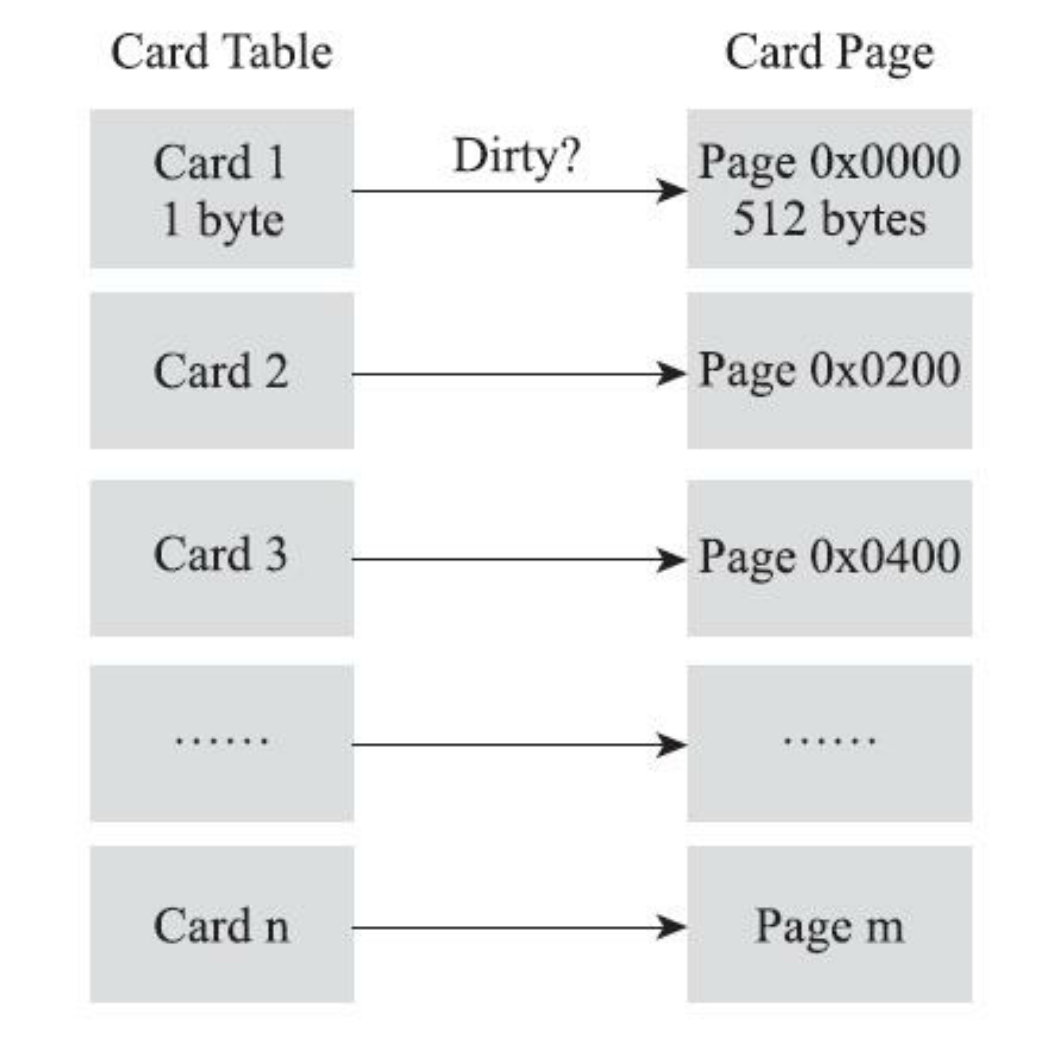 Card Table
Card Page
Card 1
1 byte
Dirty?
Page 0x0000
512 bytes
Card 2
Page 0x0200
Card 3
Page 0x0400
······
······
Card n
Page m